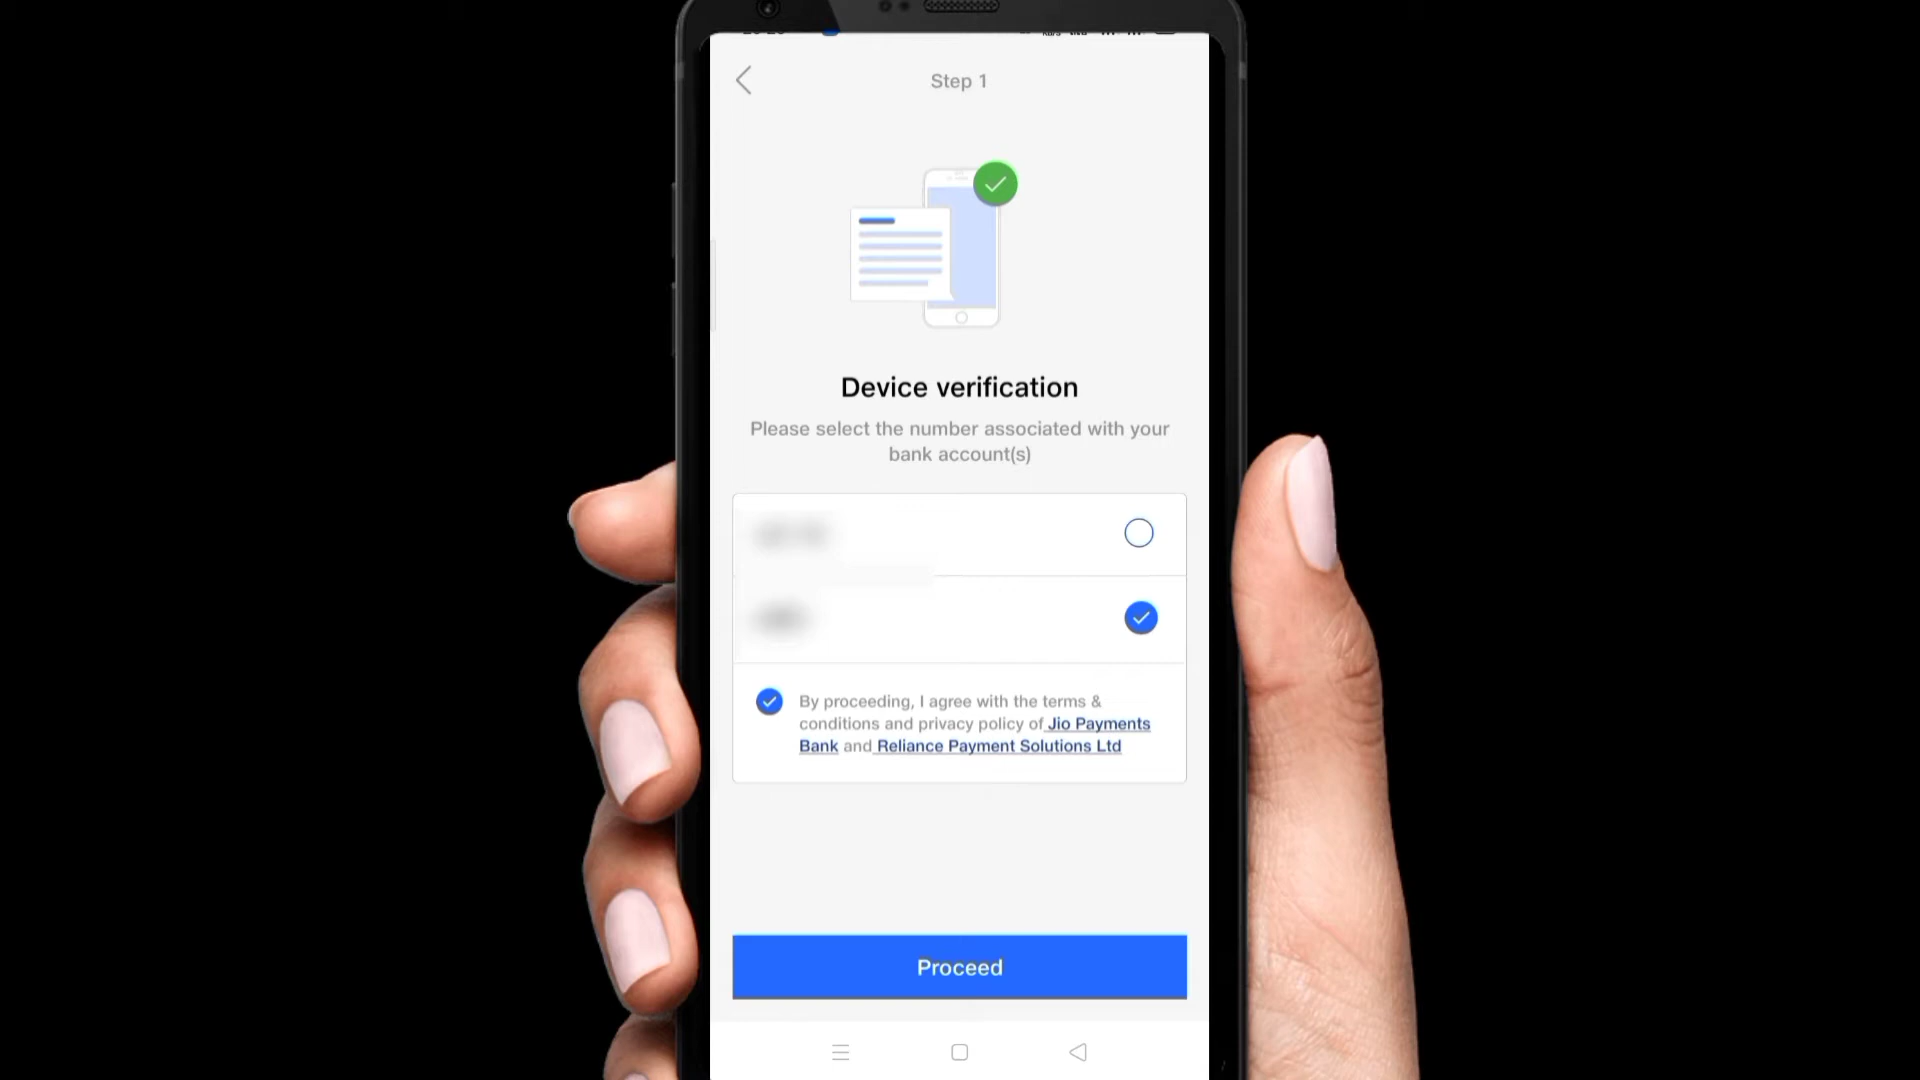 Step 1
Device verification
Please select the number associated with your
bank account(s)
By proceeding, I agree with the terms &
conditions and privacy policy of Jio Payments
Bank and Reliance Payment Solutions Ltd
Proceed